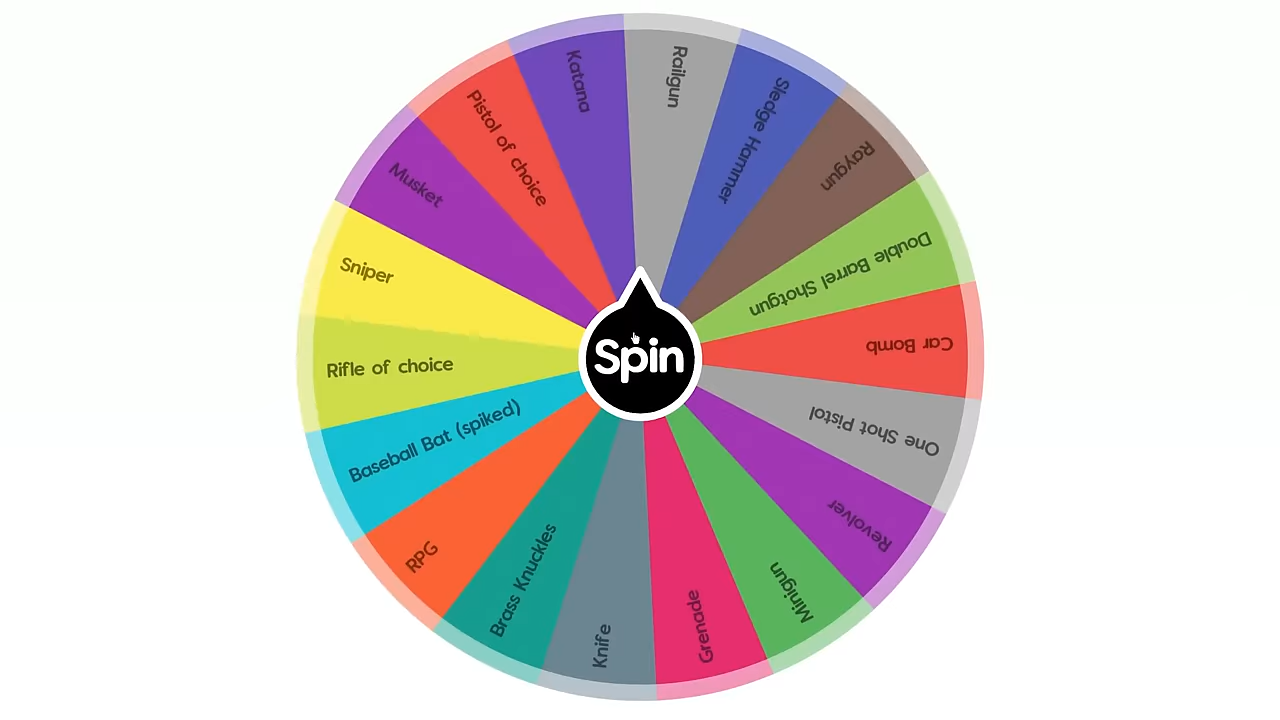 Railgun
Sledge Hammer
Raygun
Double Barrel Shotgun
Car Bomb
One Shot Pistol
Revolver
Minigun
Grenade
Knife
Brass Knuckles
RPG
Baseball Bat (spiked)
Rifle of choice
Sniper
Musket
Pistol of choice
Katana
Spin